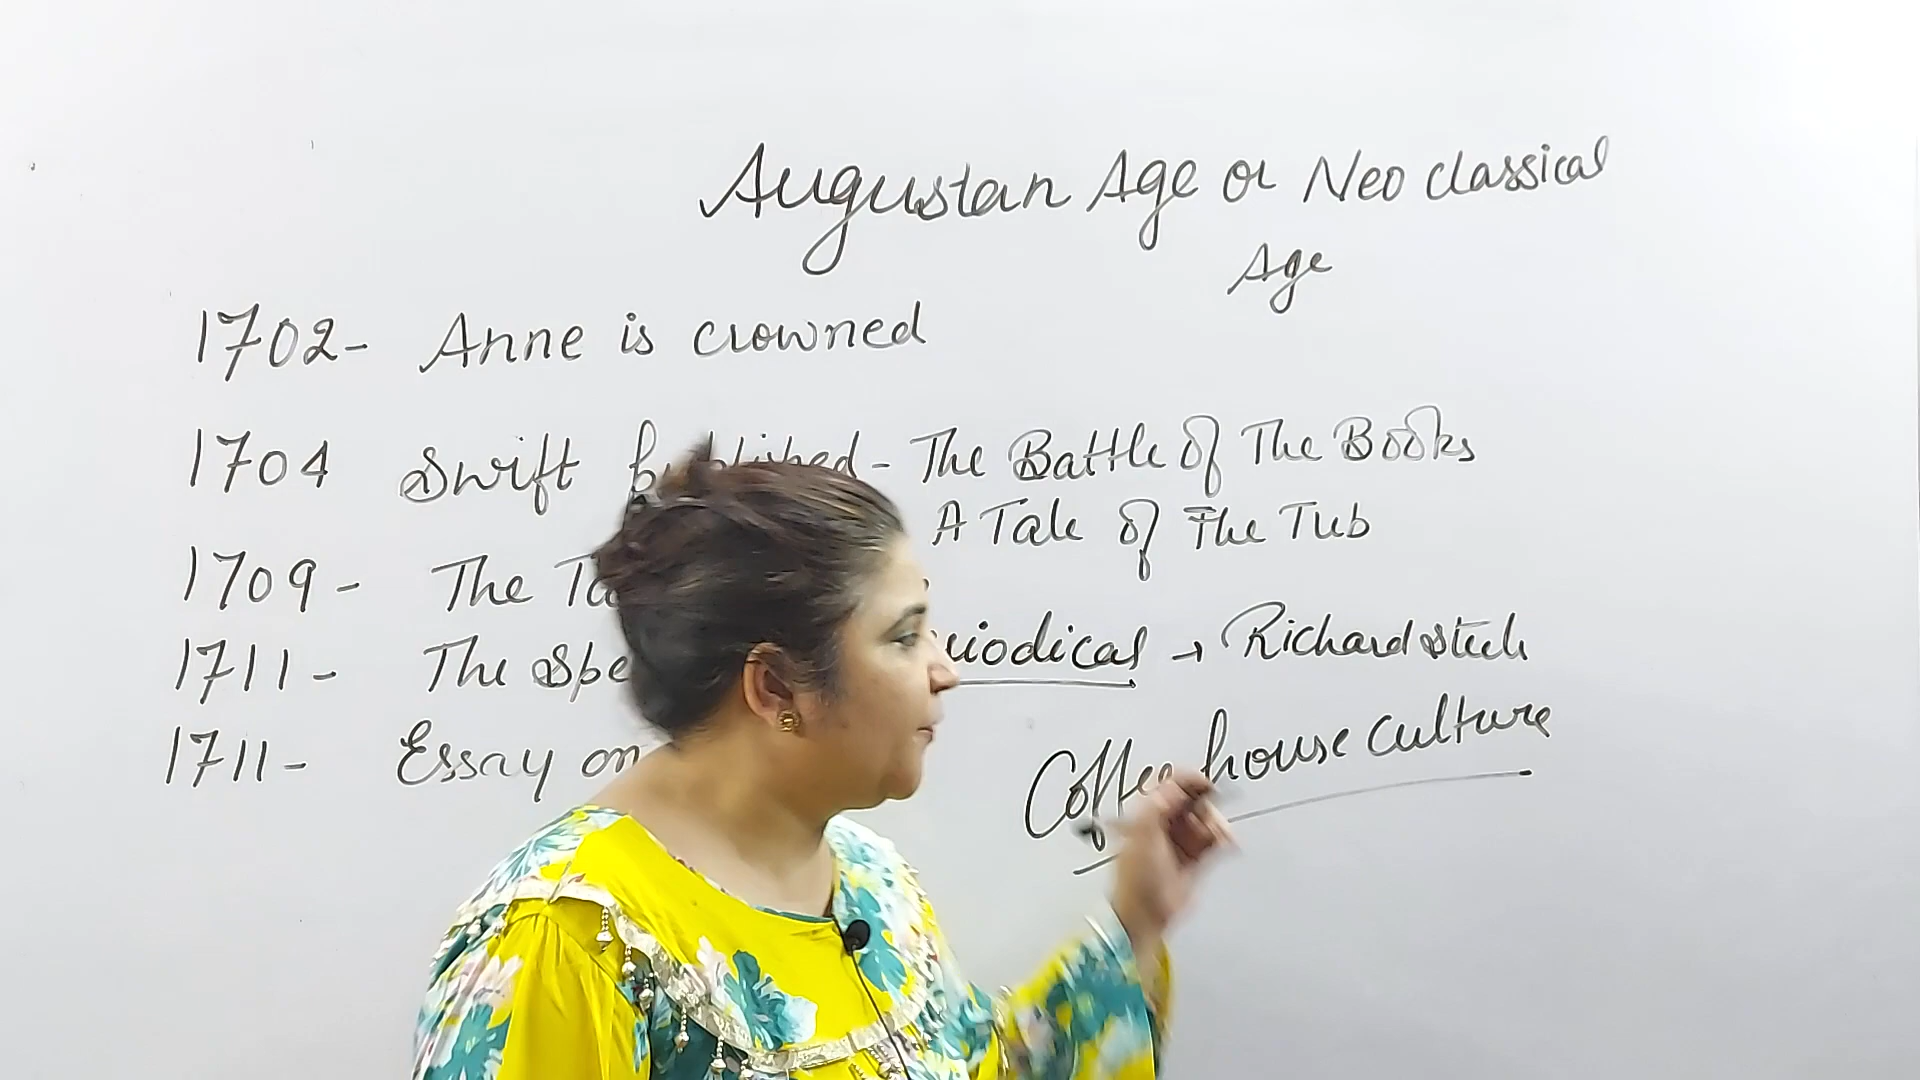 Augustan Age or Neo classical
Age
1702- Anne is crowned
1704 Swift published - The Battle of The Books
A Tale of The Tub
1709 - The
1711 - The → Richard Steele
1711 - Essay on
Coffee house culture